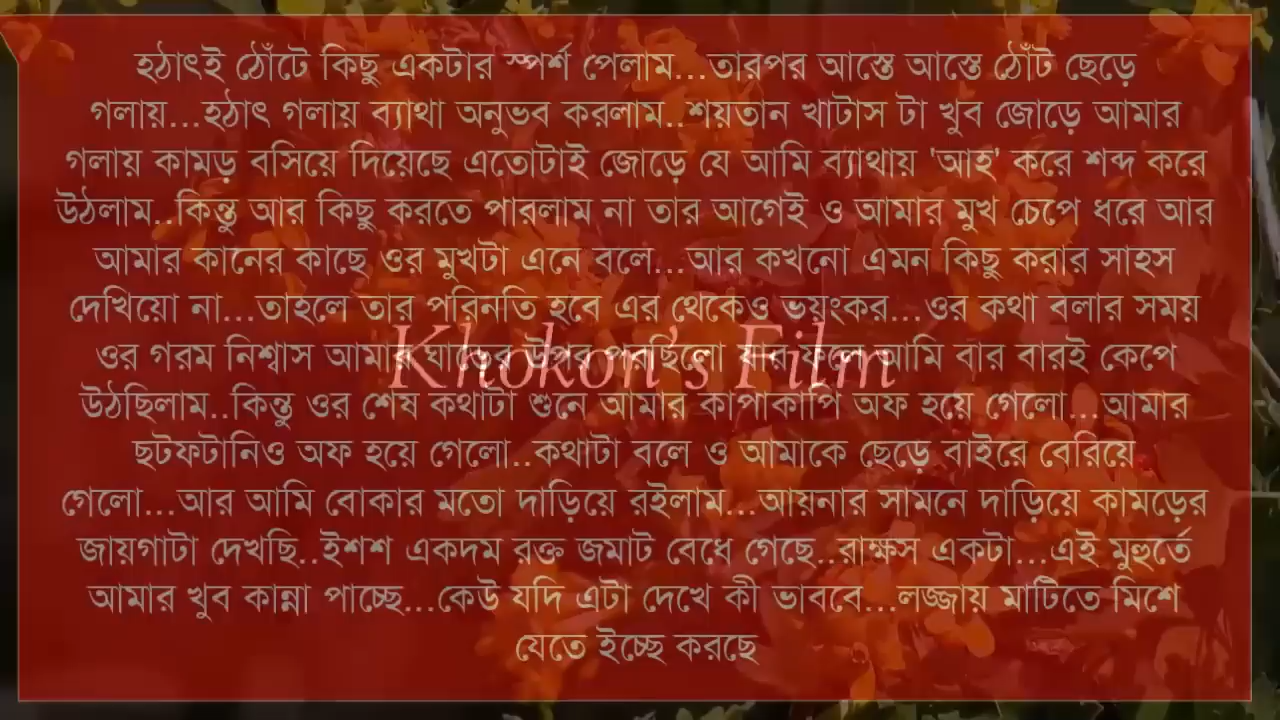 হঠাৎই ঠোঁটে কিছু একটার স্পর্শ পেলাম...তারপর আস্তে আস্তে ঠোঁট ছেড়ে
গলায়...হঠাৎ গলায় ব্যাথা অনুভব করলাম..শয়তান খাটাস টা খুব জোড়ে আমার
গলায় কামড় বসিয়ে দিয়েছে এতোটাই জোড়ে যে আমি ব্যাথায় 'আহ' করে শব্দ করে
উঠলাম..কিন্তু আর কিছু করতে পারলাম না তার আগেই ও আমার মুখ চেপে ধরে আর
আমার কানের কাছে ওর মুখটা এনে বলে...আর কখনো এমন কিছু করার সাহস
দেখিয়ো না...তাহলে তার পরিনতি হবে এর থেকেও ভয়ংকর...ওর কথা বলার সময়
ওর গরম নিশ্বাস আমার ঘাড়ের উপর পরছিলো যার ফলে আমি বার বারই কেপে
Khokon's Film
উঠছিলাম..কিন্তু ওর শেষ কথাটা শুনে আমার কাপাকাপি অফ হয়ে গেলো...আমার
ছটফটানিও অফ হয়ে গেলো..কথাটা বলে ও আমাকে ছেড়ে বাইরে বেরিয়ে
গেলো...আর আমি বোকার মতো দাড়িয়ে রইলাম...আয়নার সামনে দাড়িয়ে কামড়ের
জায়গাটা দেখছি..ইশশ একদম রক্ত জমাট বেধে গেছে..রাক্ষস একটা...এই মুহুর্তে
আমার খুব কান্না পাচ্ছে...কেউ যদি এটা দেখে কী ভাববে...লজ্জায় মাটিতে মিশে
যেতে ইচ্ছে করছে